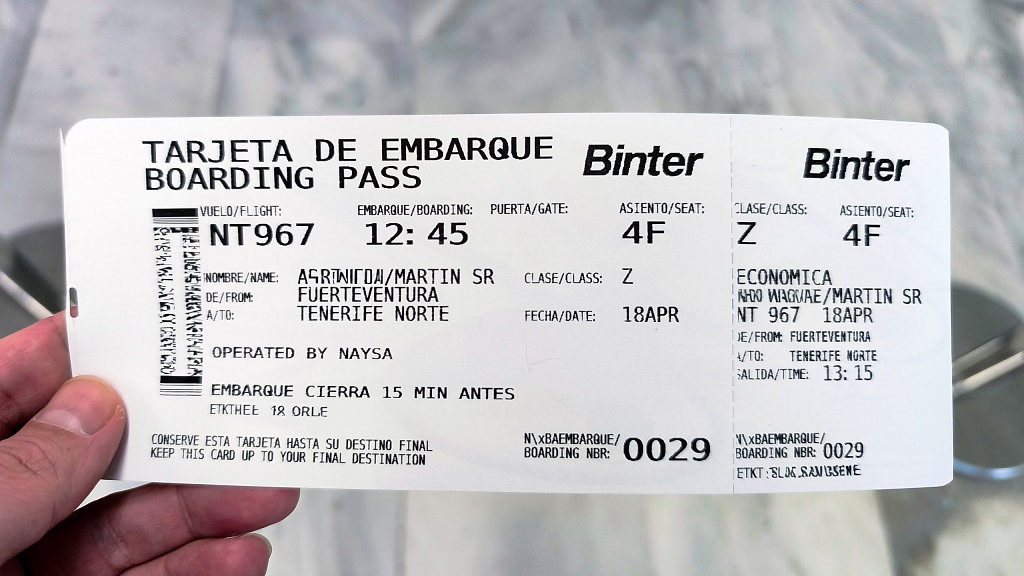 TARJETA DE EMBARQUE
BOARDING PASS
Binter
VUELO/FLIGHT: EMBARQUE/BOARDING: PUERTA/GATE: ASIENTO/SEAT:
NT967 12:45 4F
NOMBRE/NAME: /MARTIN SR CLASE/CLASS: Z
DE/FROM: FUERTEVENTURA
A/TO: TENERIFE NORTE FECHA/DATE: 18APR
OPERATED BY NAYSA
EMBARQUE CIERRA 15 MIN ANTES
CONSERVE ESTA TARJETA HASTA SU DESTINO FINAL
KEEP THIS CARD UP TO YOUR FINAL DESTINATION
N\xBAEMBARQUE/
BOARDING NBR: 0029
Binter
CLASE/CLASS: ASIENTO/SEAT:
Z 4F
ECONOMICA
/MARTIN SR
NT 967 18APR
DE/FROM: FUERTEVENTURA
A/TO: TENERIFE NORTE
SALIDA/TIME: 13:15
N\xBAEMBARQUE/
BOARDING NBR: 0029
ETKT: